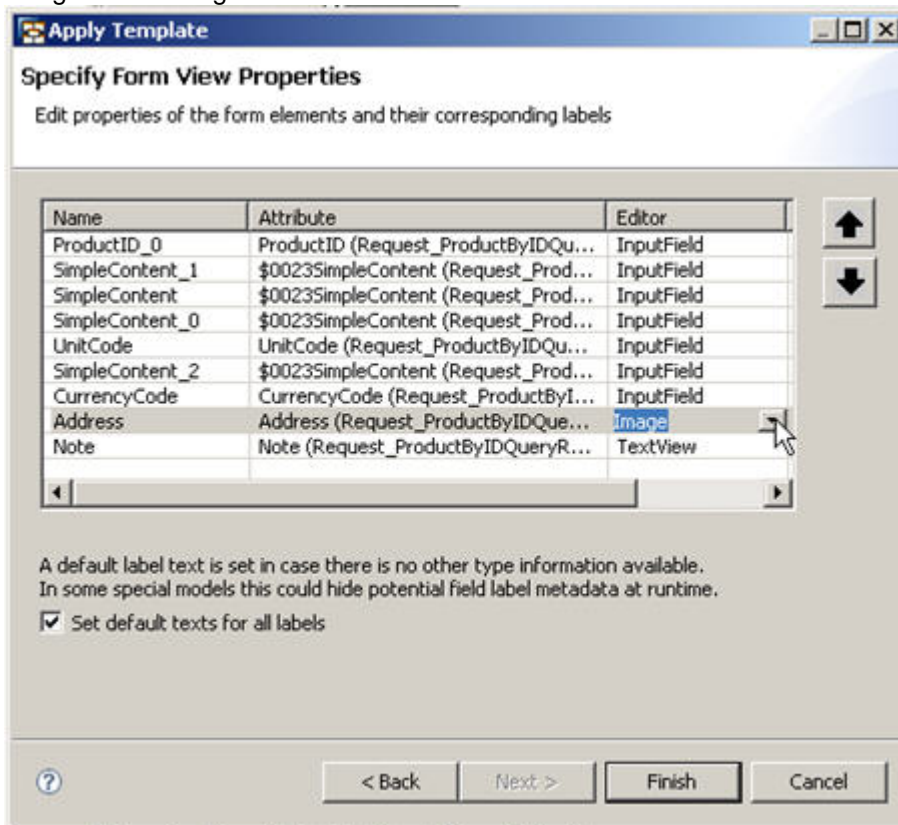 Apply Template
Specify Form View Properties
Edit properties of the form elements and their corresponding labels
Name Attribute Editor
ProductID_0 ProductID (Request_ProductByIDQu... InputField
SimpleContent_1 $0023SimpleContent (Request_Prod... InputField
SimpleContent $0023SimpleContent (Request_Prod... InputField
SimpleContent_0 $0023SimpleContent (Request_Prod... InputField
UnitCode UnitCode (Request_ProductByIDQu... InputField
SimpleContent_2 $0023SimpleContent (Request_Prod... InputField
CurrencyCode CurrencyCode (Request_ProductByI... InputField
Address Address (Request_ProductByIDQue... Image
Note Note (Request_ProductByIDQueryR... TextView
A default label text is set in case there is no other type information available.
In some special models this could hide potential field label metadata at runtime.
Set default texts for all labels
? < Back Next > Finish Cancel